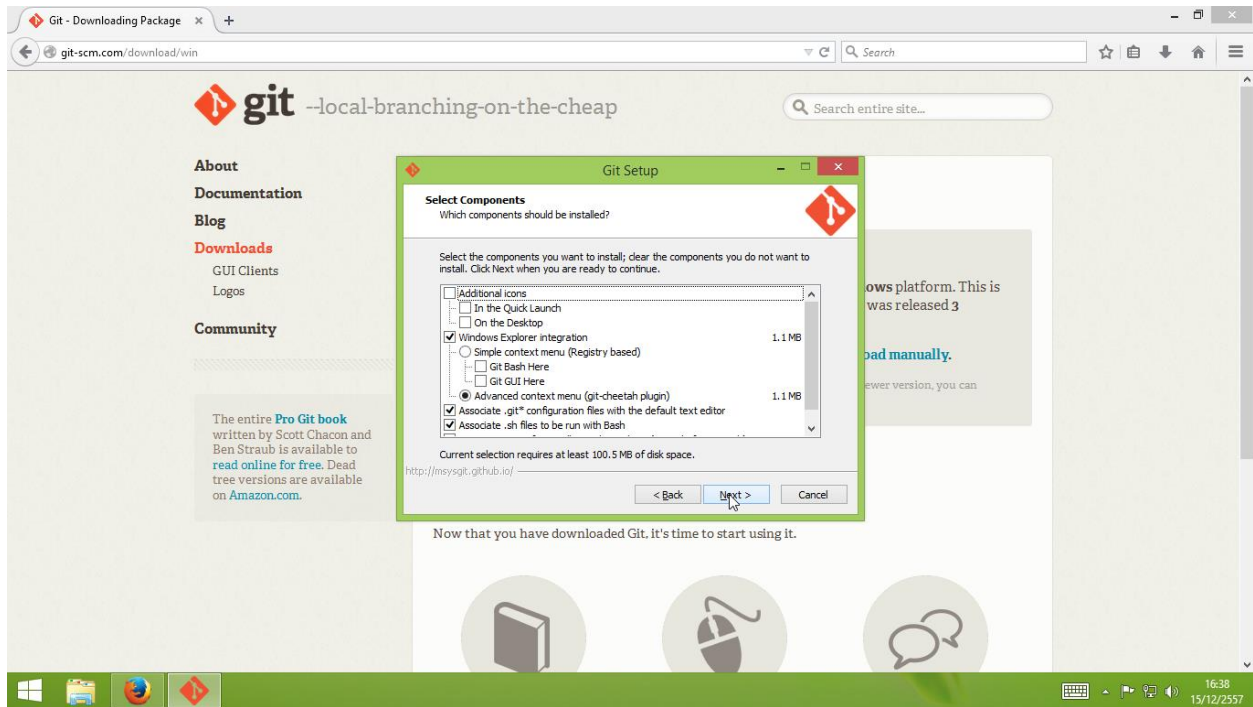 Git - Downloading Package
git-scm.com/download/win
Search
git --local-branching-on-the-cheap
Search entire site...
About
Documentation
Blog
Downloads
GUI Clients
Logos
Community
The entire Pro Git book
written by Scott Chacon and
Ben Straub is available to
read online for free. Dead
tree versions are available
on Amazon.com.
Git Setup
Select Components
Which components should be installed?
Select the components you want to install; clear the components you do not want to
install. Click Next when you are ready to continue.
Additional icons
In the Quick Launch
On the Desktop
Windows Explorer integration 1.1 MB
Simple context menu (Registry based)
Git Bash Here
Git GUI Here
Advanced context menu (git-cheetah plugin) 1.1 MB
Associate .git* configuration files with the default text editor
Associate .sh files to be run with Bash
Current selection requires at least 100.5 MB of disk space.
http://msysgit.github.io/
< Back Next > Cancel
ows platform. This is
was released 3
oad manually.
ewer version, you can
Now that you have downloaded Git, it's time to start using it.
16:38
15/12/2557